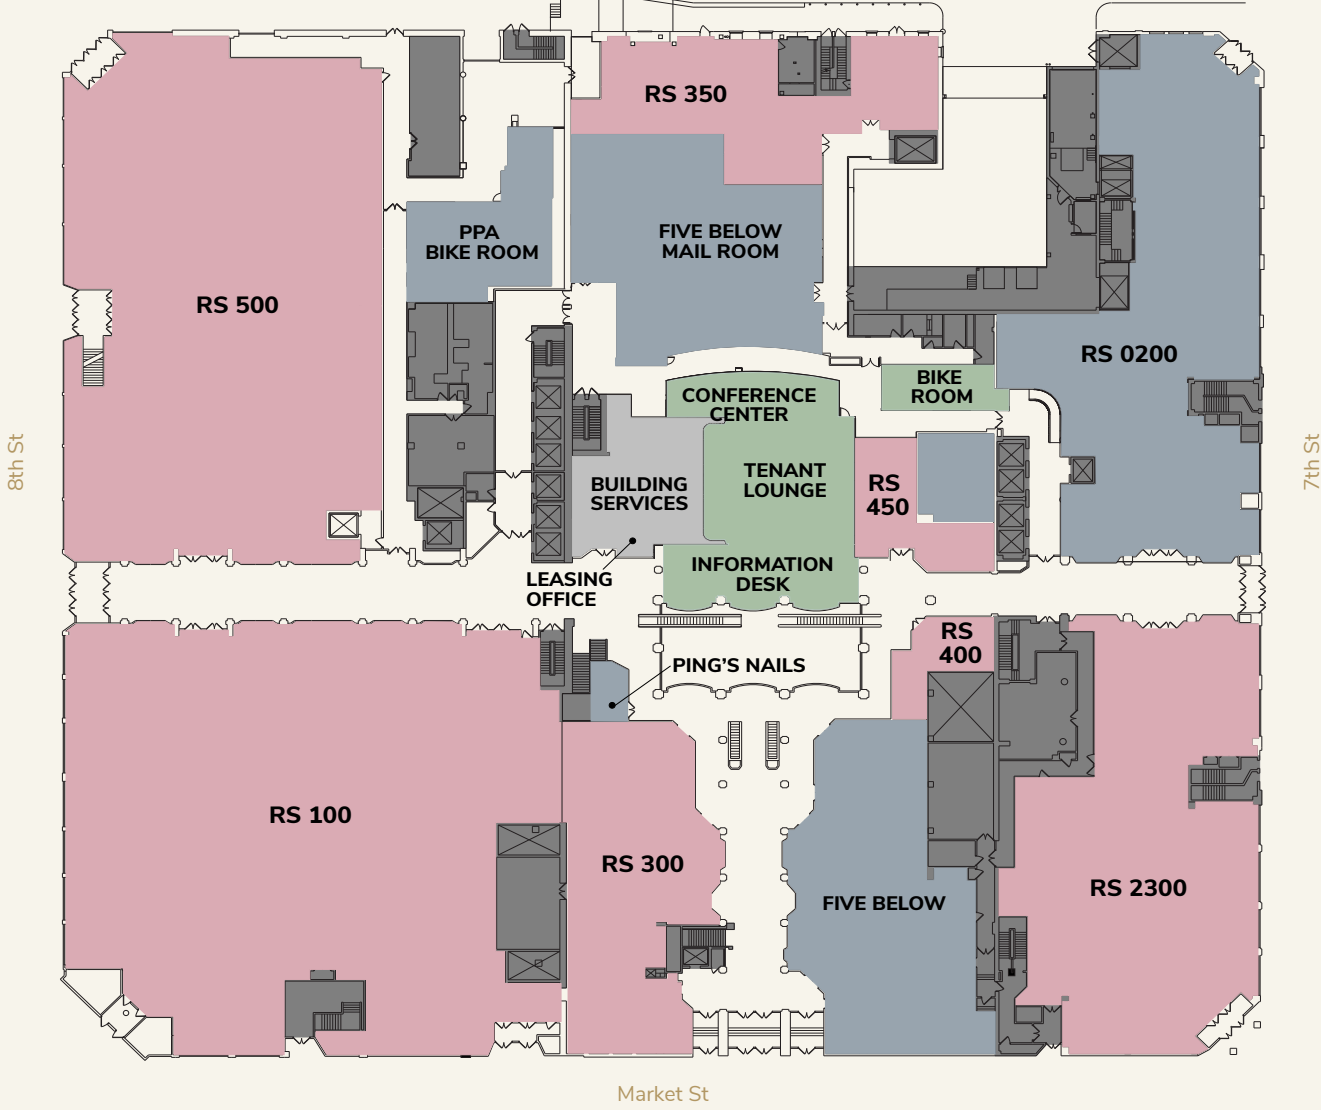 RS 350
PPA
BIKE ROOM
FIVE BELOW
MAIL ROOM
RS 500
RS 0200
BIKE
ROOM
CONFERENCE
CENTER
8th St
7th St
BUILDING
SERVICES
TENANT
LOUNGE
RS
450
LEASING
OFFICE
INFORMATION
DESK
RS
400
PING'S NAILS
RS 100
RS 300
RS 2300
FIVE BELOW
Market St